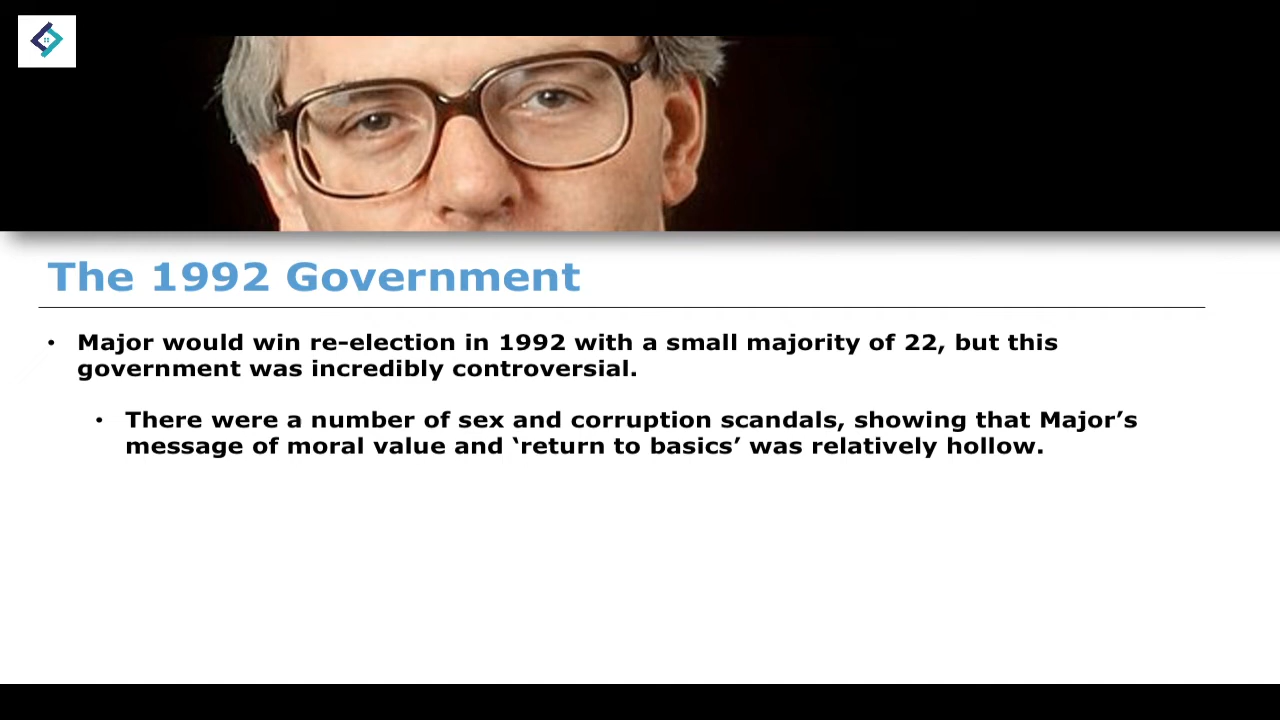 The 1992 Government
• Major would win re-election in 1992 with a small majority of 22, but this
government was incredibly controversial.
• There were a number of sex and corruption scandals, showing that Major’s
message of moral value and ‘return to basics’ was relatively hollow.